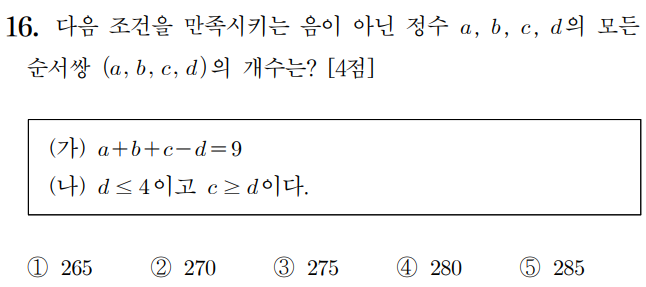 16. 다음 조건을 만족시키는 음이 아닌 정수 a, b, c, d의 모든
순서쌍 (a, b, c, d)의 개수는? [4점]
(가) a+b+c-d=9
(나) d≤4이고 c≥d이다.
① 265 ② 270 ③ 275 ④ 280 ⑤ 285